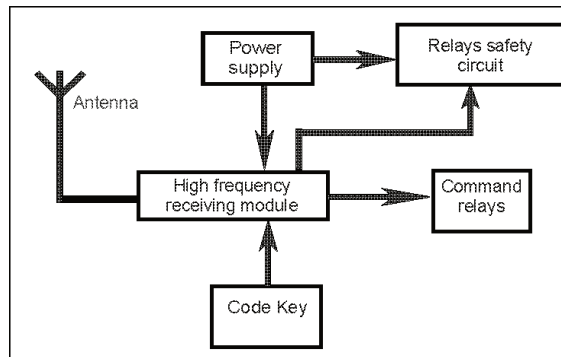 Power
supply
Relays safety
circuit
Antenna
High frequency
receiving module
Command
relays
Code Key